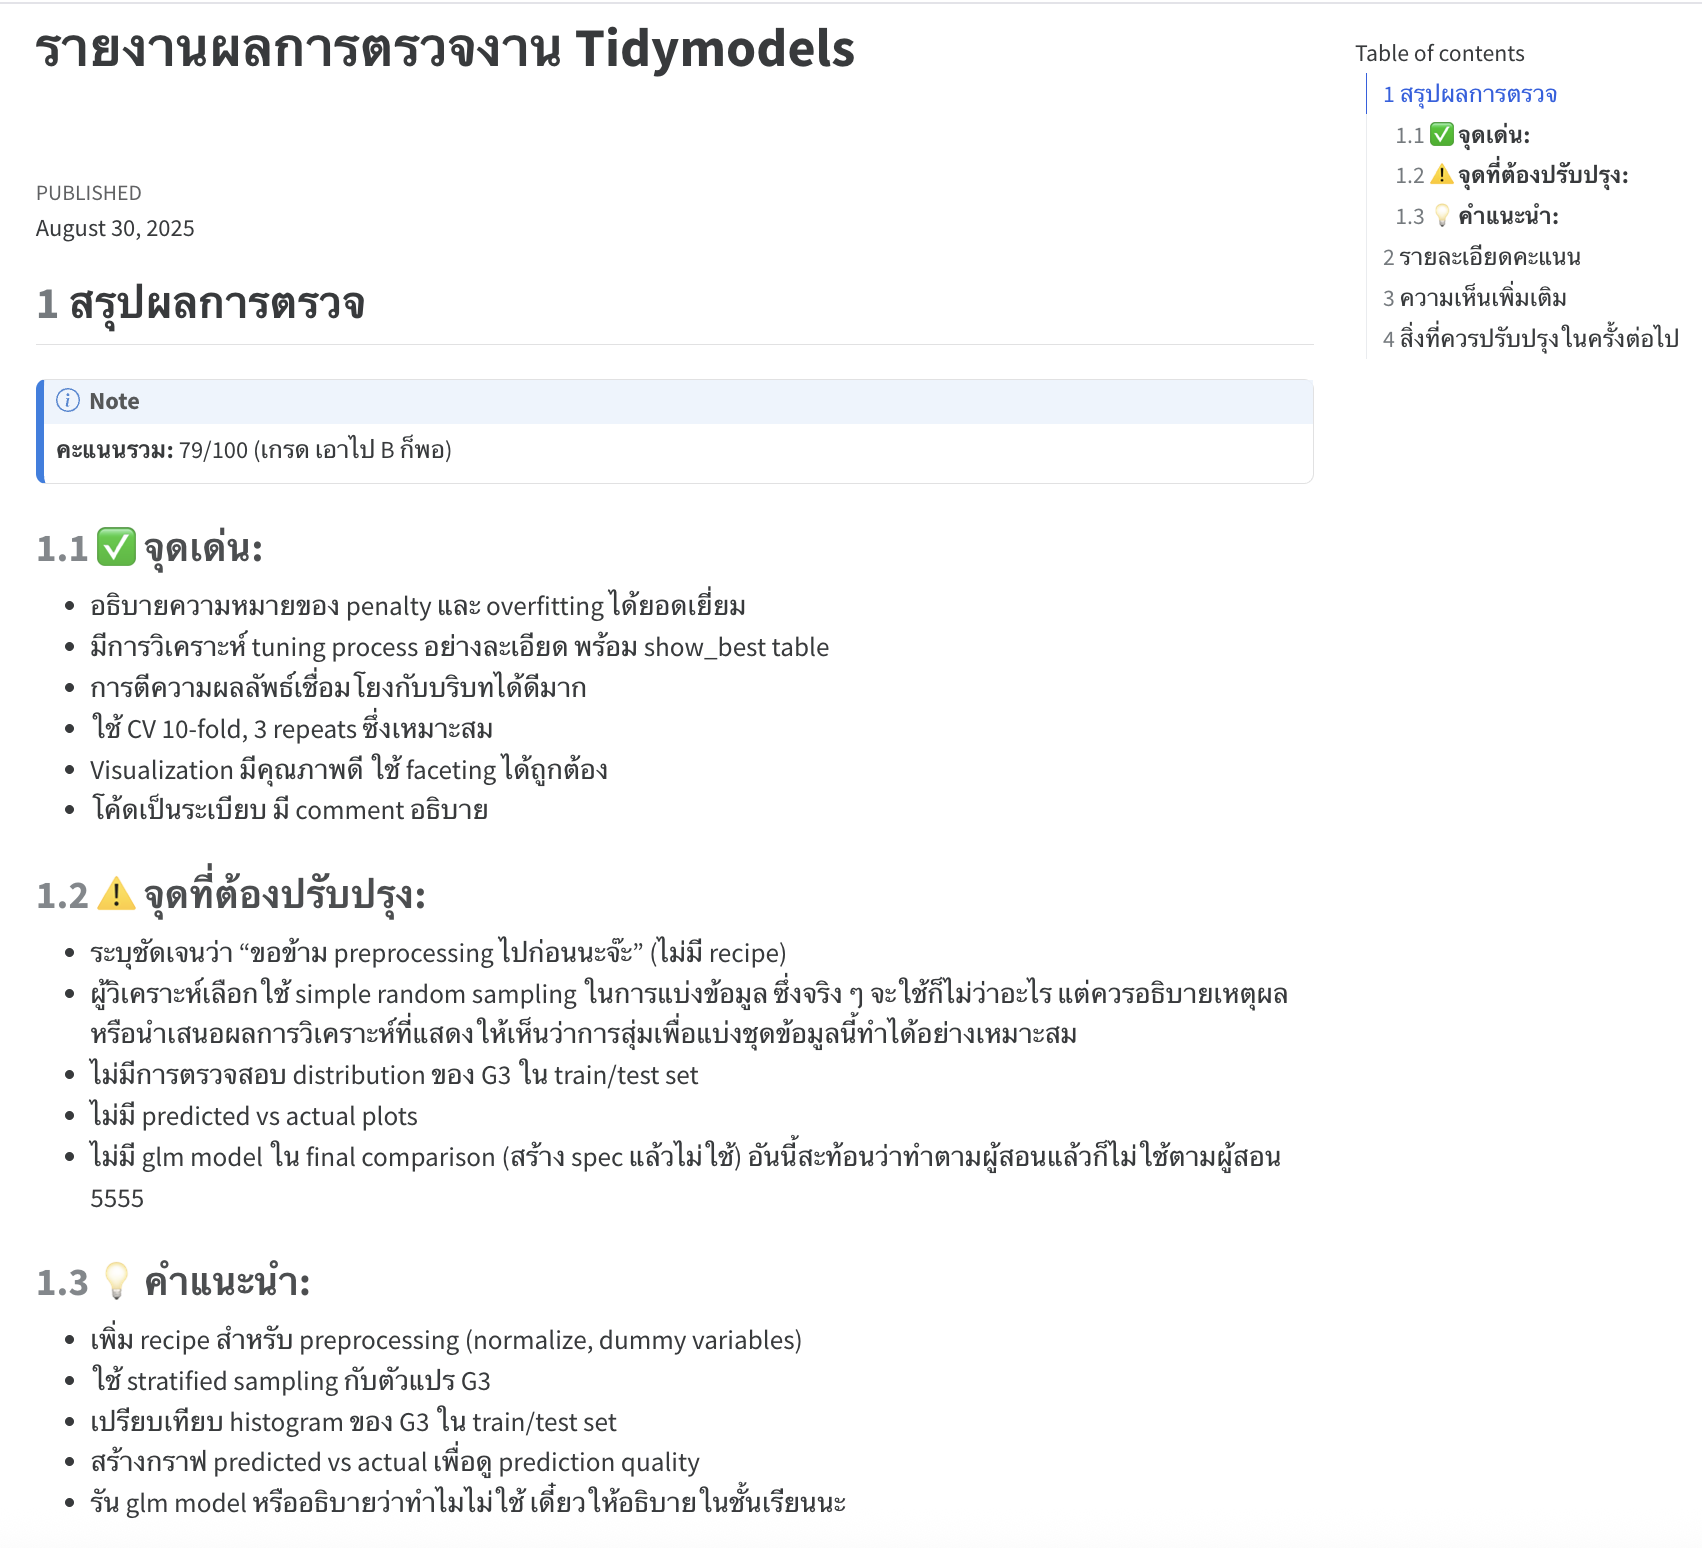 รายงานผลการตรวจงาน Tidymodels
PUBLISHED
August 30, 2025
1 สรุปผลการตรวจ
Note
คะแนนรวม: 79/100 (เกรด เอาไป B ก็พอ)
1.1 ✅ จุดเด่น:
• อธิบายความหมายของ penalty และ overfitting ได้ยอดเยี่ยม
• มีการวิเคราะห์ tuning process อย่างละเอียด พร้อม show_best table
• การตีความผลลัพธ์เชื่อมโยงกับบริบทได้ดีมาก
• ใช้ CV 10-fold, 3 repeats ซึ่งเหมาะสม
• Visualization มีคุณภาพดี ใช้ faceting ได้ถูกต้อง
• โค้ดเป็นระเบียบ มี comment อธิบาย
1.2 ⚠️ จุดที่ต้องปรับปรุง:
• ระบุชัดเจนว่า “ขอข้าม preprocessing ไปก่อนนะจ๊ะ” (ไม่มี recipe)
• ผู้วิเคราะห์เลือกใช้ simple random sampling ในการแบ่งข้อมูล ซึ่งจริง ๆ จะใช้ก็ไม่ว่าอะไร แต่ควรอธิบายเหตุผล
หรือนำเสนอผลการวิเคราะห์ที่แสดงให้เห็นว่าการสุ่มเพื่อแบ่งชุดข้อมูลนี้ทำได้อย่างเหมาะสม
• ไม่มีการตรวจสอบ distribution ของ G3 ใน train/test set
• ไม่มี predicted vs actual plots
• ไม่มี glm model ใน final comparison (สร้าง spec แล้วไม่ใช้) อันนี้สะท้อนว่าทำตามผู้สอนแล้วก็ไม่ใช้ตามผู้สอน
5555
1.3 💡 คำแนะนำ:
• เพิ่ม recipe สำหรับ preprocessing (normalize, dummy variables)
• ใช้ stratified sampling กับตัวแปร G3
• เปรียบเทียบ histogram ของ G3 ใน train/test set
• สร้างกราฟ predicted vs actual เพื่อดู prediction quality
• รัน glm model หรืออธิบายว่าทำไมไม่ใช้ เดี๋ยวให้อธิบายในชั้นเรียนนะ
Table of contents
1 สรุปผลการตรวจ
1.1 ✅ จุดเด่น:
1.2 ⚠️ จุดที่ต้องปรับปรุง:
1.3 💡 คำแนะนำ:
2 รายละเอียดคะแนน
3 ความเห็นเพิ่มเติม
4 สิ่งที่ควรปรับปรุงในครั้งต่อไป